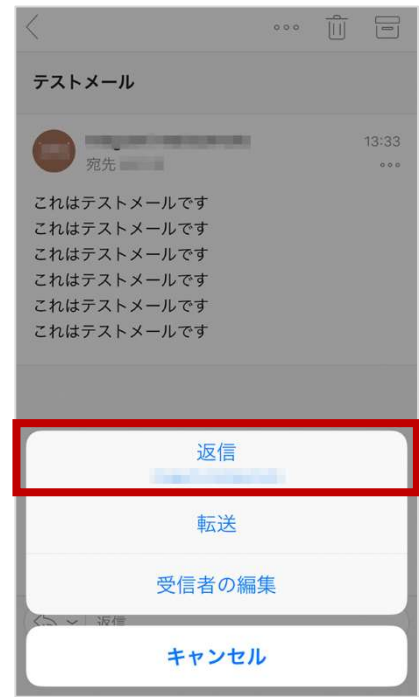 テストメール
13:33
宛先
これはテストメールです
これはテストメールです
これはテストメールです
これはテストメールです
これはテストメールです
これはテストメールです
返信
転送
受信者の編集
返信
キャンセル